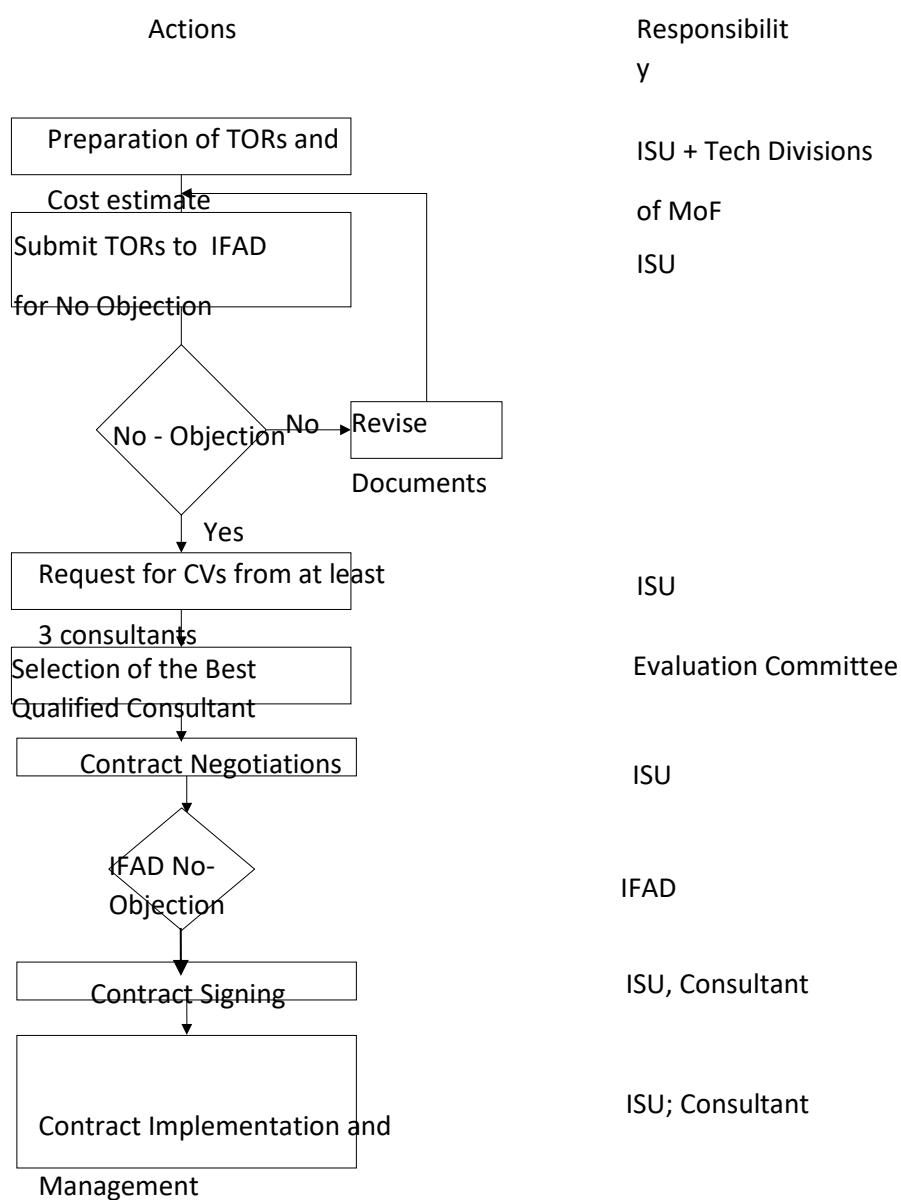 Actions
Responsibilit
y
Preparation of TORs and
Cost estimate
ISU + Tech Divisions
of MoF
Submit TORs to IFAD
for No Objection
ISU
No - Objection
No
Revise
Documents
Yes
Request for CVs from at least
3 consultants
ISU
Selection of the Best
Qualified Consultant
Evaluation Committee
Contract Negotiations
ISU
IFAD No-
Objection
IFAD
Contract Signing
ISU, Consultant
Contract Implementation and
Management
ISU; Consultant